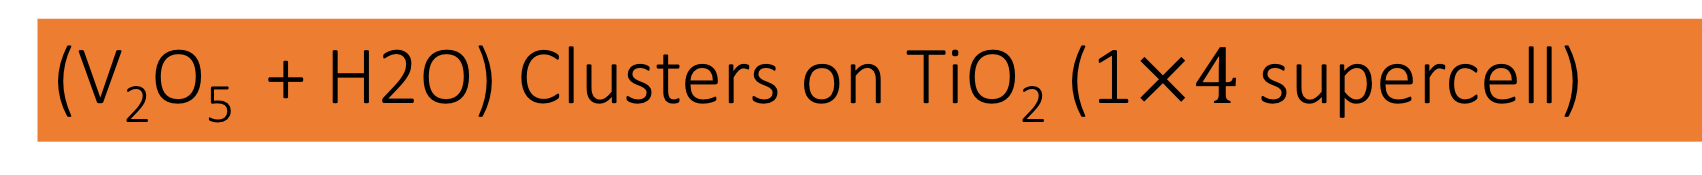 (V₂O₅ + H2O) Clusters on TiO₂ (1×4 supercell)